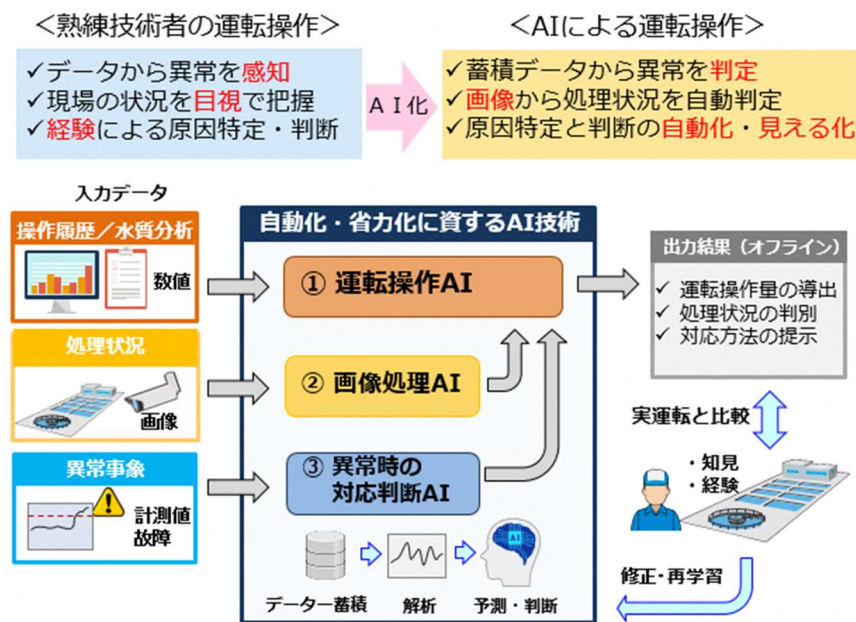 <熟練技術者の運転操作>
<AIによる運転操作>
✓データから異常を感知
✓現場の状況を目視で把握
✓経験による原因特定・判断
AI化
✓蓄積データから異常を判定
✓画像から処理状況を自動判定
✓原因特定と判断の自動化・見える化
入力データ
操作履歴/水質分析
数値
処理状況
画像
異常事象
計測値
故障
自動化・省力化に資するAI技術
① 運転操作AI
② 画像処理AI
③ 異常時の
対応判断AI
AI
データー蓄積
解析
予測・判断
出力結果(オフライン)
✓ 運転操作量の導出
✓ 処理状況の判別
✓ 対応方法の提示
実運転と比較
・知見
・経験
修正・再学習